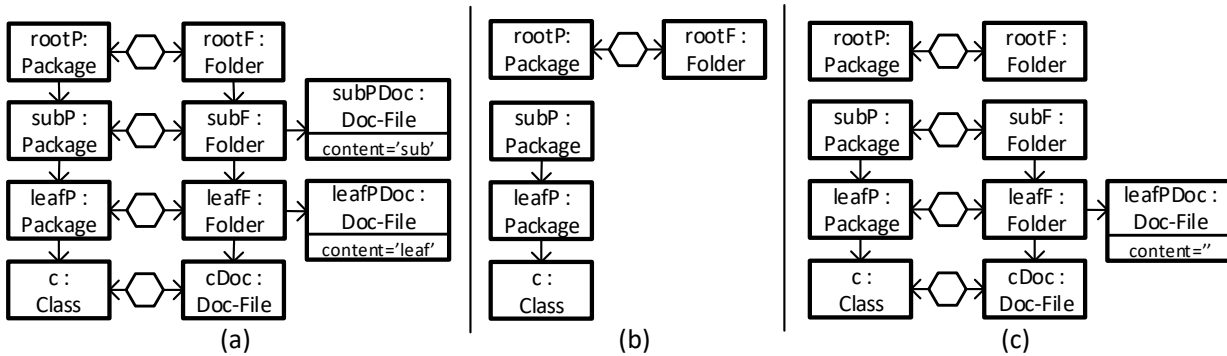 rootP:
Package
rootF :
Folder
subP :
Package
subF :
Folder
subPDoc :
Doc-File
content='sub'
leafP :
Package
leafF :
Folder
leafPDoc :
Doc-File
content='leaf'
c :
Class
cDoc :
Doc-File
(a)
rootP:
Package
rootF :
Folder
subP :
Package
leafP :
Package
c :
Class
(b)
rootP :
Package
rootF :
Folder
subP :
Package
subF :
Folder
leafP :
Package
leafF :
Folder
leafPDoc :
Doc-File
content=''
c :
Class
cDoc :
Doc-File
(c)